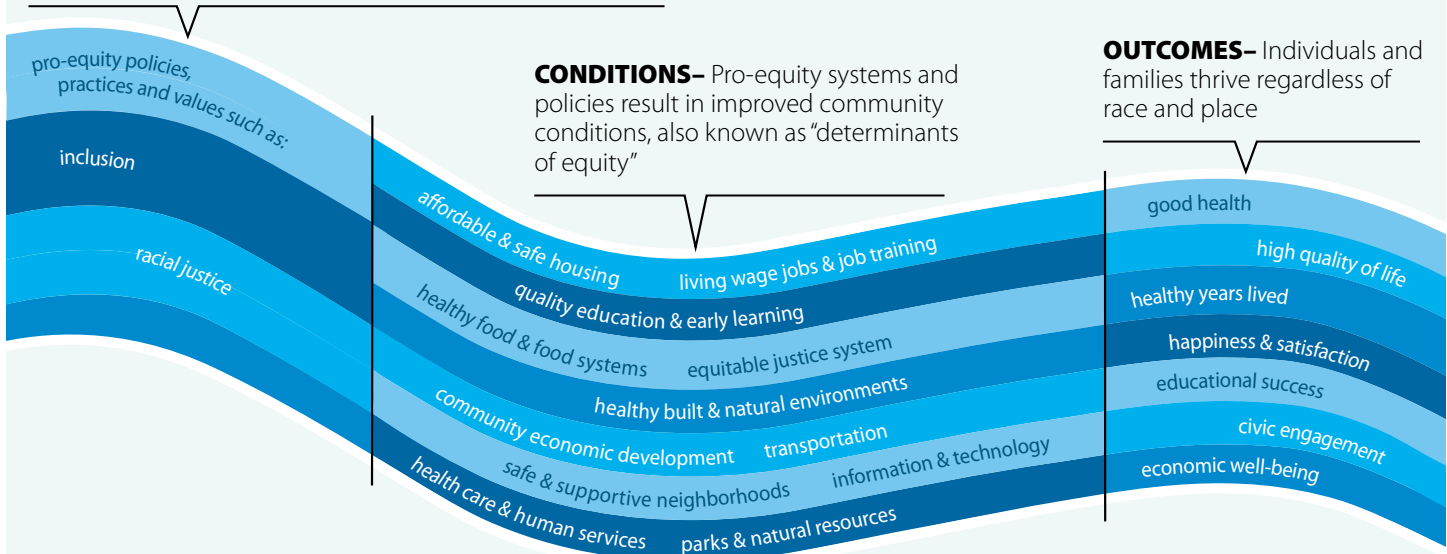 pro-equity policies,
practices and values such as:
inclusion
racial justice
CONDITIONS– Pro-equity systems and
policies result in improved community
conditions, also known as “determinants
of equity”
affordable & safe housing
living wage jobs & job training
quality education & early learning
healthy food & food systems
equitable justice system
healthy built & natural environments
community economic development
transportation
safe & supportive neighborhoods
information & technology
health care & human services
parks & natural resources
OUTCOMES– Individuals and
families thrive regardless of
race and place
good health
high quality of life
healthy years lived
happiness & satisfaction
educational success
civic engagement
economic well-being